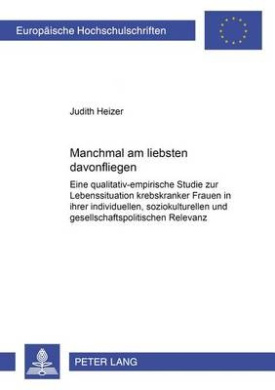 Europäische Hochschulschriften
Judith Heizer
Manchmal am liebsten
davonfliegen
Eine qualitativ-empirische Studie zur
Lebenssituation krebskranker Frauen in
ihrer individuellen, soziokulturellen und
gesellschaftspolitischen Relevanz
PETER LANG